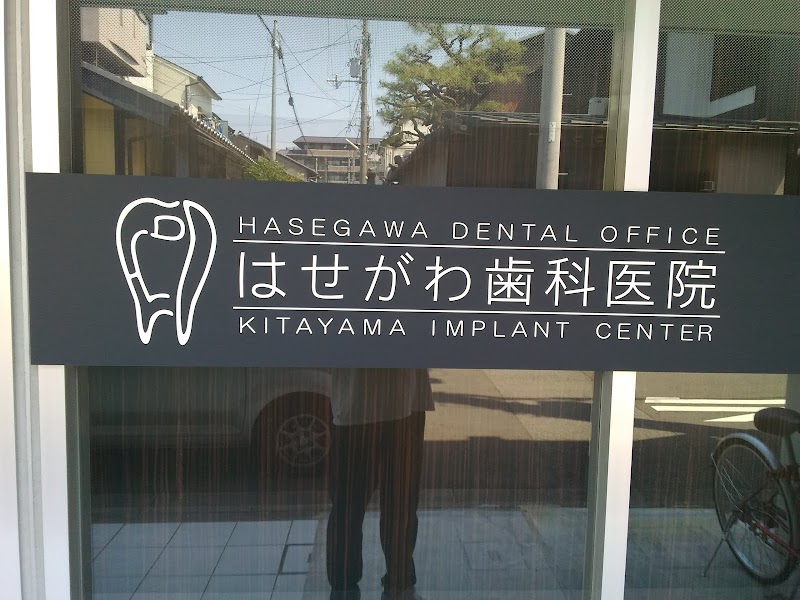 HASEGAWA DENTAL OFFICE
はせがわ歯科医院
KITAYAMA IMPLANT CENTER